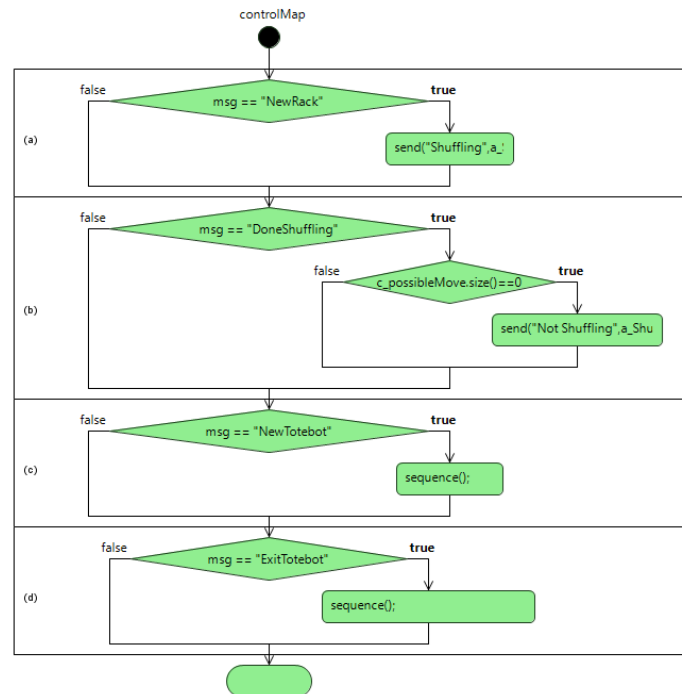 controlMap
false
true
msg == "NewRack"
(a)
send("Shuffling",a_
false
true
msg == "DoneShuffling"
false
true
c_possibleMove.size()==0
(b)
send("Not Shuffling",a_Shu
false
true
msg == "NewTotebot"
(c)
sequence();
false
true
msg == "ExitTotebot"
(d)
sequence();